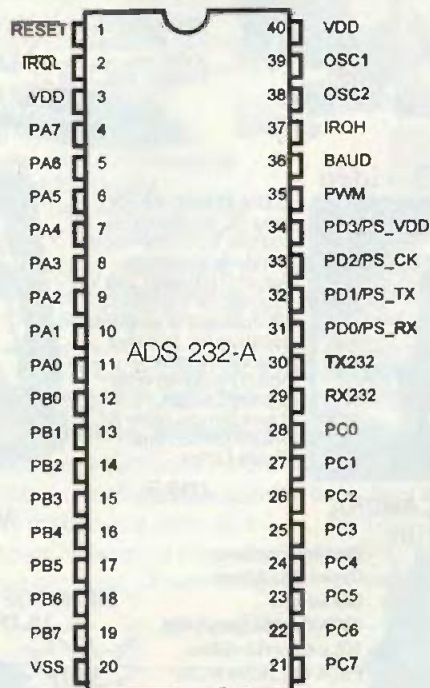 RESET 1 40 VDD
IRQL 2 39 OSC1
VDD 3 38 OSC2
PA7 4 37 IRQH
PA6 5 36 BAUD
PA5 6 35 PWM
PA4 7 34 PD3/PS_VDD
PA3 8 33 PD2/PS_CK
PA2 9 32 PD1/PS_TX
PA1 10 31 PD0/PS_RX
ADS 232-A
PA0 11 30 TX232
PB0 12 29 RX232
PB1 13 28 PC0
PB2 14 27 PC1
PB3 15 26 PC2
PB4 16 25 PC3
PB5 17 24 PC4
PB6 18 23 PC5
PB7 19 22 PC6
VSS 20 21 PC7